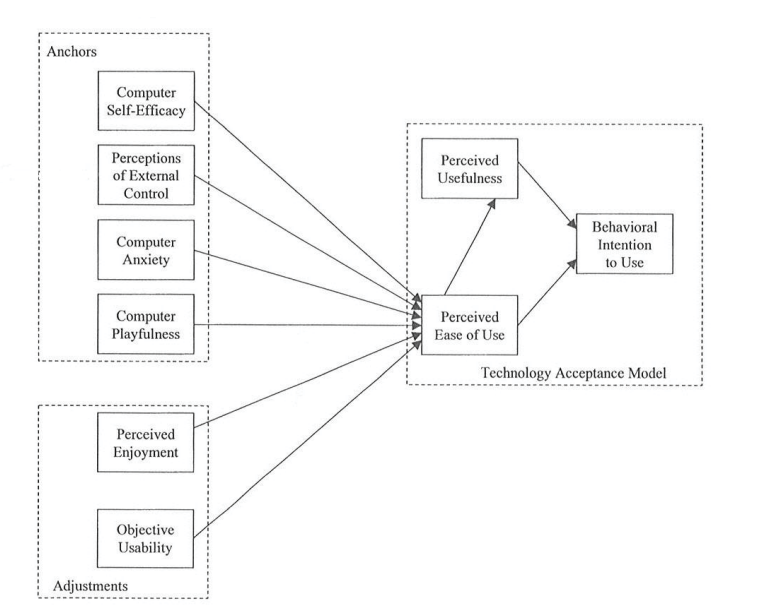 Anchors
Computer
Self-Efficacy
Perceptions
of External
Control
Computer
Anxiety
Computer
Playfulness
Perceived
Enjoyment
Objective
Usability
Adjustments
Perceived
Usefulness
Behavioral
Intention
to Use
Perceived
Ease of Use
Technology Acceptance Model